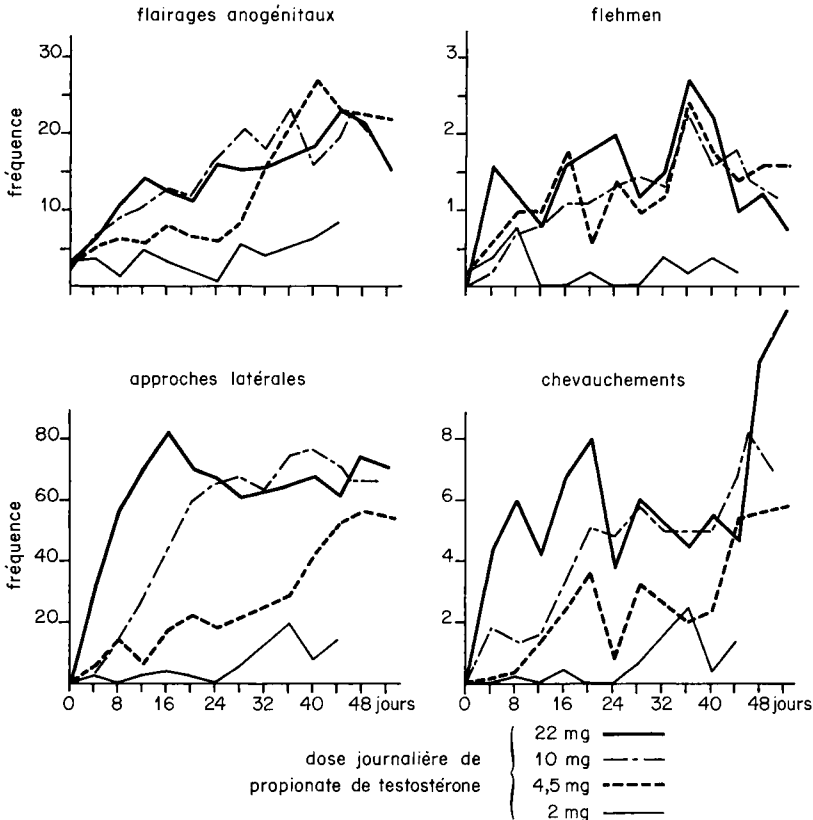 flairages anogénitaux
flehmen
30
20
10
fréquence
3
2
1
0
approches latérales
chevauchements
80
60
40
20
fréquence
8
6
4
2
0 8 16 24 32 40 48 jours
0 8 16 24 32 40 48 jours
dose journalière de
propionate de testostérone
22 mg
10 mg
4,5 mg
2 mg